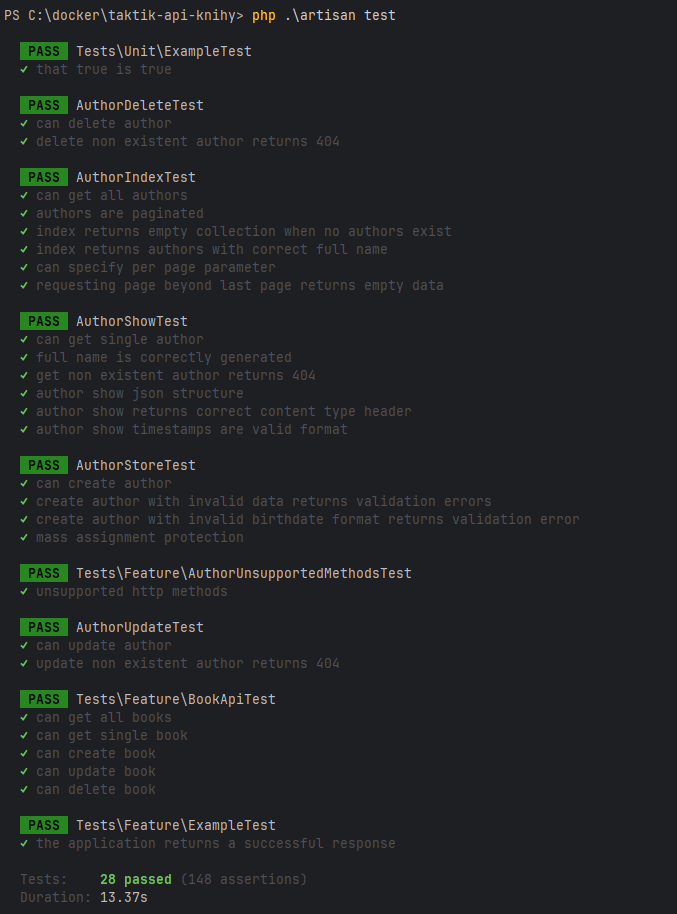 PS C:\docker\taktik-api-knihy> php .\artisan test
PASS Tests\Unit\ExampleTest
✓ that true is true
PASS AuthorDeleteTest
✓ can delete author
✓ delete non existent author returns 404
PASS AuthorIndexTest
✓ can get all authors
✓ authors are paginated
✓ index returns empty collection when no authors exist
✓ index returns authors with correct full name
✓ can specify per page parameter
✓ requesting page beyond last page returns empty data
PASS AuthorShowTest
✓ can get single author
✓ full name is correctly generated
✓ get non existent author returns 404
✓ author show json structure
✓ author show returns correct content type header
✓ author show timestamps are valid format
PASS AuthorStoreTest
✓ can create author
✓ create author with invalid data returns validation errors
✓ create author with invalid birthdate format returns validation error
✓ mass assignment protection
PASS Tests\Feature\AuthorUnsupportedMethodsTest
✓ unsupported http methods
PASS AuthorUpdateTest
✓ can update author
✓ update non existent author returns 404
PASS Tests\Feature\BookApiTest
✓ can get all books
✓ can get single book
✓ can create book
✓ can update book
✓ can delete book
PASS Tests\Feature\ExampleTest
✓ the application returns a successful response
Tests: 28 passed (148 assertions)
Duration: 13.37s